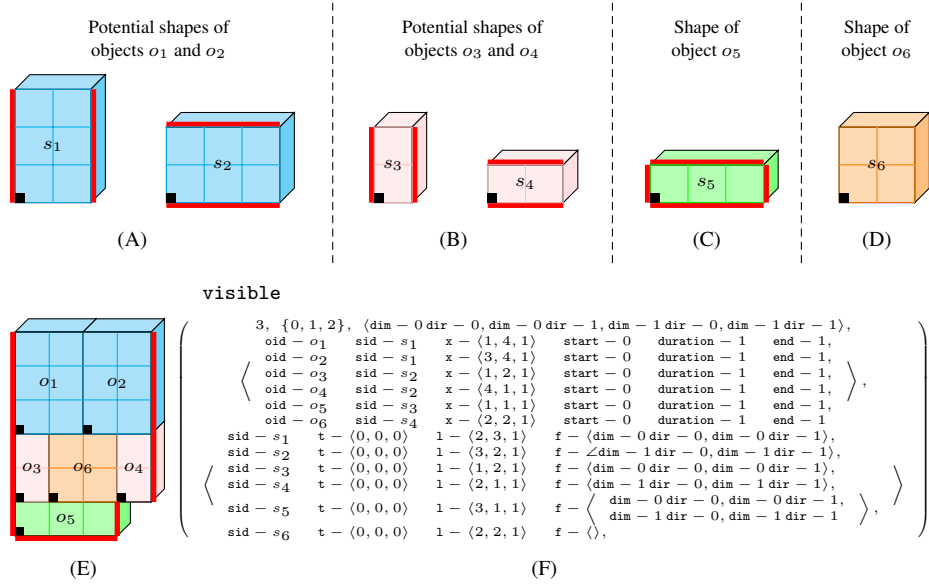 Potential shapes of
objects o₁ and o₂
Potential shapes of
objects o₃ and o₄
Shape of
object o₅
Shape of
object o₆
s₁
s₂
s₃
s₄
s₅
s₆
(A)
(B)
(C)
(D)
visible
3, {0, 1, 2}, ⟨dim − 0 dir − 0, dim − 0 dir − 1, dim − 1 dir − 0, dim − 1 dir − 1⟩,
oid − o₁ sid − s₁ x − ⟨1, 4, 1⟩ start − 0 duration − 1 end − 1,
oid − o₂ sid − s₁ x − ⟨3, 4, 1⟩ start − 0 duration − 1 end − 1,
oid − o₃ sid − s₂ x − ⟨1, 2, 1⟩ start − 0 duration − 1 end − 1,
oid − o₄ sid − s₂ x − ⟨4, 1, 1⟩ start − 0 duration − 1 end − 1,
oid − o₅ sid − s₃ x − ⟨1, 1, 1⟩ start − 0 duration − 1 end − 1,
oid − o₆ sid − s₄ x − ⟨2, 2, 1⟩ start − 0 duration − 1 end − 1
sid − s₁ t − ⟨0, 0, 0⟩ l − ⟨2, 3, 1⟩ f − ⟨dim − 0 dir − 0, dim − 0 dir − 1⟩,
sid − s₂ t − ⟨0, 0, 0⟩ l − ⟨3, 2, 1⟩ f − ∠dim − 1 dir − 0, dim − 1 dir − 1⟩,
sid − s₃ t − ⟨0, 0, 0⟩ l − ⟨1, 2, 1⟩ f − ⟨dim − 0 dir − 0, dim − 0 dir − 1⟩,
sid − s₄ t − ⟨0, 0, 0⟩ l − ⟨2, 1, 1⟩ f − ⟨dim − 1 dir − 0, dim − 1 dir − 1⟩,
sid − s₅ t − ⟨0, 0, 0⟩ l − ⟨3, 1, 1⟩ f − ⟨dim − 0 dir − 0, dim − 0 dir − 1,
dim − 1 dir − 0, dim − 1 dir − 1⟩,
sid − s₆ t − ⟨0, 0, 0⟩ l − ⟨2, 2, 1⟩ f − ⟨⟩,
o₁ o₂
o₃ o₆ o₄
o₅
(E)
(F)